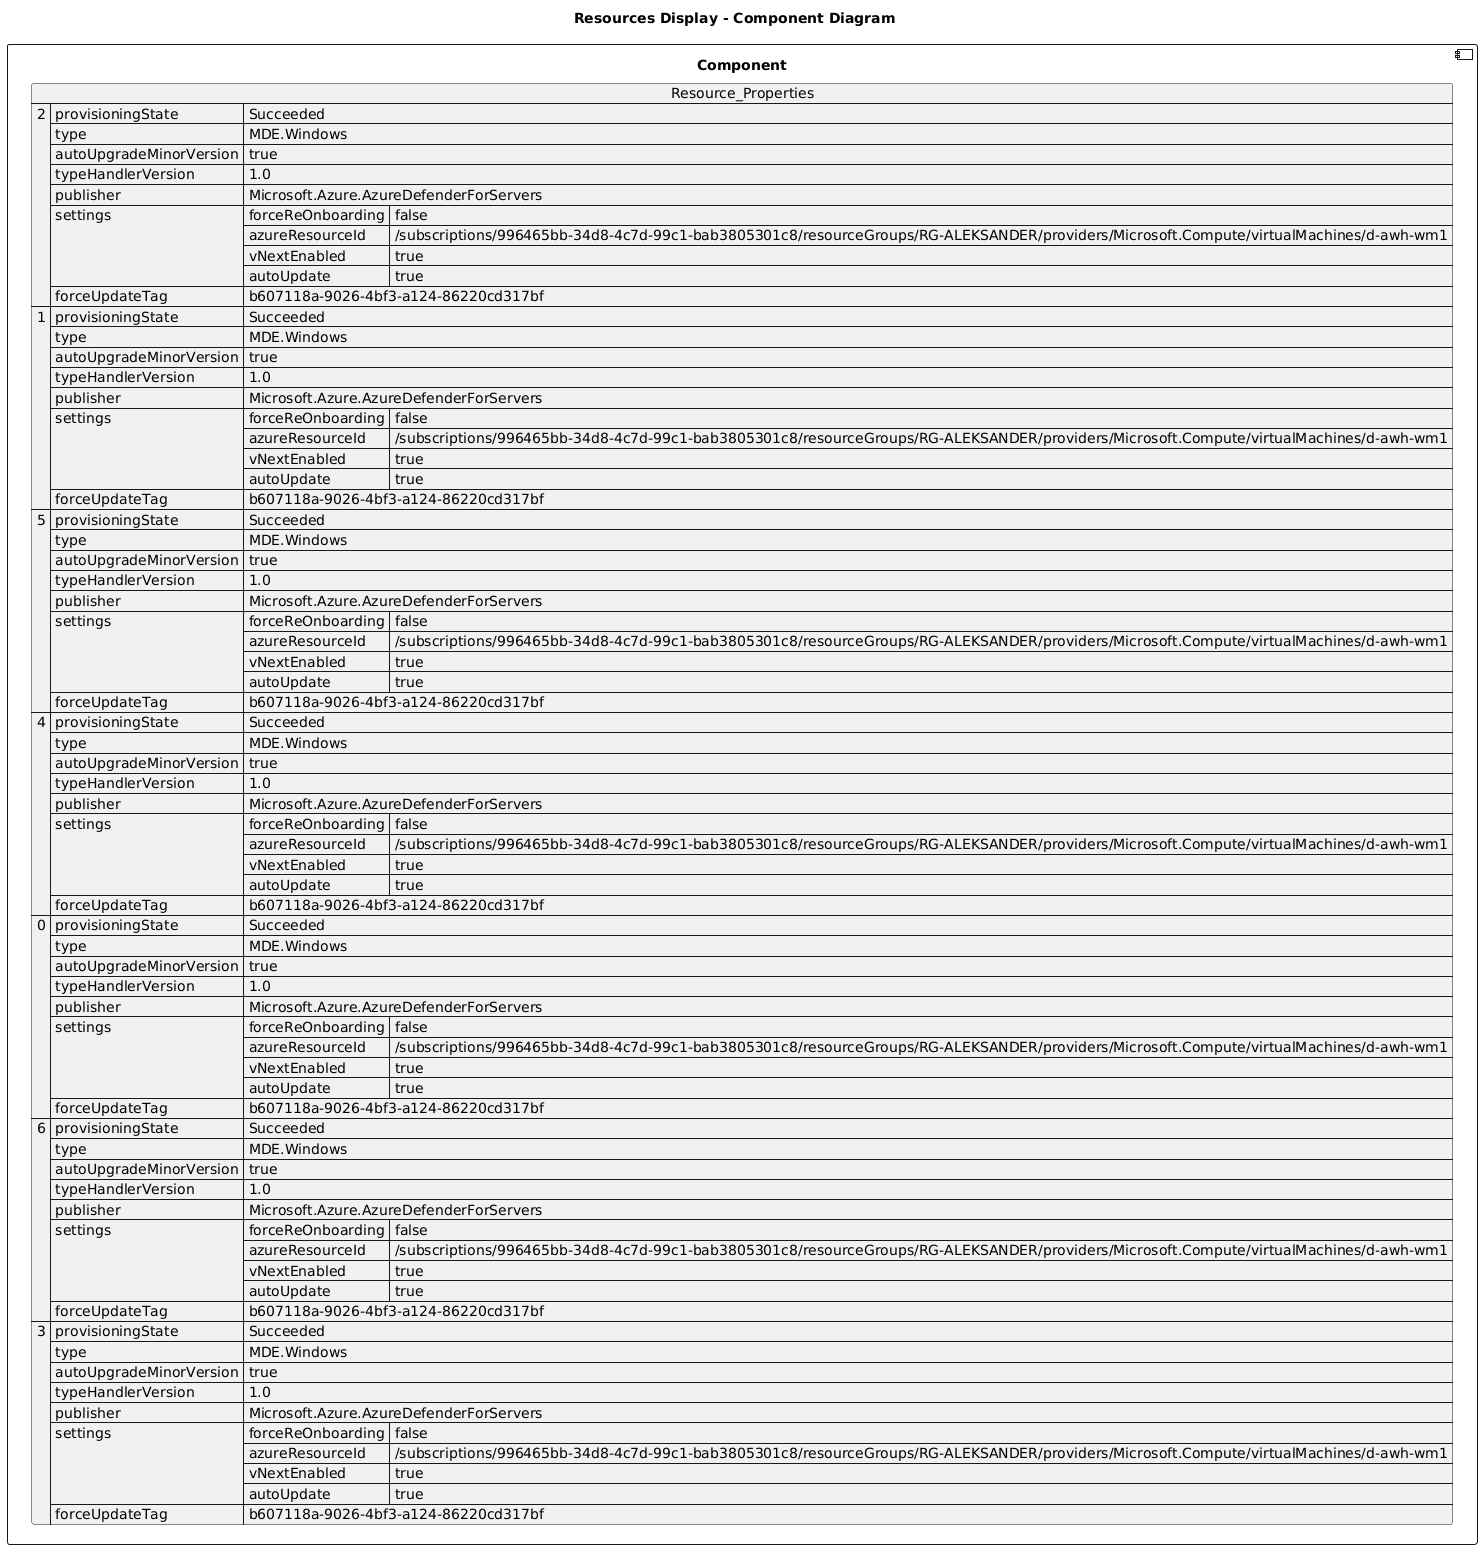 Resources Display - Component Diagram
Component
Resource_Properties
2 provisioningState Succeeded
type MDE.Windows
autoUpgradeMinorVersion true
typeHandlerVersion 1.0
publisher Microsoft.Azure.AzureDefenderForServers
settings forceReOnboarding false
azureResourceId /subscriptions/996465bb-34d8-4c7d-99c1-bab3805301c8/resourceGroups/RG-ALEKSANDER/providers/Microsoft.Compute/virtualMachines/d-awh-wm1
vNextEnabled true
autoUpdate true
forceUpdateTag b607118a-9026-4bf3-a124-86220cd317bf
1 provisioningState Succeeded
type MDE.Windows
autoUpgradeMinorVersion true
typeHandlerVersion 1.0
publisher Microsoft.Azure.AzureDefenderForServers
settings forceReOnboarding false
azureResourceId /subscriptions/996465bb-34d8-4c7d-99c1-bab3805301c8/resourceGroups/RG-ALEKSANDER/providers/Microsoft.Compute/virtualMachines/d-awh-wm1
vNextEnabled true
autoUpdate true
forceUpdateTag b607118a-9026-4bf3-a124-86220cd317bf
5 provisioningState Succeeded
type MDE.Windows
autoUpgradeMinorVersion true
typeHandlerVersion 1.0
publisher Microsoft.Azure.AzureDefenderForServers
settings forceReOnboarding false
azureResourceId /subscriptions/996465bb-34d8-4c7d-99c1-bab3805301c8/resourceGroups/RG-ALEKSANDER/providers/Microsoft.Compute/virtualMachines/d-awh-wm1
vNextEnabled true
autoUpdate true
forceUpdateTag b607118a-9026-4bf3-a124-86220cd317bf
4 provisioningState Succeeded
type MDE.Windows
autoUpgradeMinorVersion true
typeHandlerVersion 1.0
publisher Microsoft.Azure.AzureDefenderForServers
settings forceReOnboarding false
azureResourceId /subscriptions/996465bb-34d8-4c7d-99c1-bab3805301c8/resourceGroups/RG-ALEKSANDER/providers/Microsoft.Compute/virtualMachines/d-awh-wm1
vNextEnabled true
autoUpdate true
forceUpdateTag b607118a-9026-4bf3-a124-86220cd317bf
0 provisioningState Succeeded
type MDE.Windows
autoUpgradeMinorVersion true
typeHandlerVersion 1.0
publisher Microsoft.Azure.AzureDefenderForServers
settings forceReOnboarding false
azureResourceId /subscriptions/996465bb-34d8-4c7d-99c1-bab3805301c8/resourceGroups/RG-ALEKSANDER/providers/Microsoft.Compute/virtualMachines/d-awh-wm1
vNextEnabled true
autoUpdate true
forceUpdateTag b607118a-9026-4bf3-a124-86220cd317bf
6 provisioningState Succeeded
type MDE.Windows
autoUpgradeMinorVersion true
typeHandlerVersion 1.0
publisher Microsoft.Azure.AzureDefenderForServers
settings forceReOnboarding false
azureResourceId /subscriptions/996465bb-34d8-4c7d-99c1-bab3805301c8/resourceGroups/RG-ALEKSANDER/providers/Microsoft.Compute/virtualMachines/d-awh-wm1
vNextEnabled true
autoUpdate true
forceUpdateTag b607118a-9026-4bf3-a124-86220cd317bf
3 provisioningState Succeeded
type MDE.Windows
autoUpgradeMinorVersion true
typeHandlerVersion 1.0
publisher Microsoft.Azure.AzureDefenderForServers
settings forceReOnboarding false
azureResourceId /subscriptions/996465bb-34d8-4c7d-99c1-bab3805301c8/resourceGroups/RG-ALEKSANDER/providers/Microsoft.Compute/virtualMachines/d-awh-wm1
vNextEnabled true
autoUpdate true
forceUpdateTag b607118a-9026-4bf3-a124-86220cd317bf